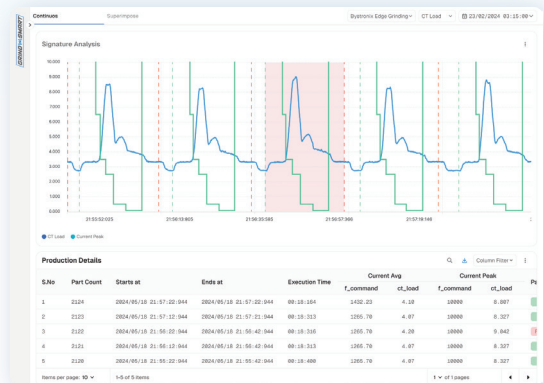 GRINDSMART
Continuos Superimpose Bystronix Edge Grinding CT Load 23/02/2024 03:15:00
Signature Analysis
10.000
9.000
8.000
7.000
6.000
5.000
4.000
3.000
2.000
1.000
0.000
21:55:52:025 21:56:13:805 21:56:35:585 21:56:57:365 21:57:19:146
CT Load Current Peak
Production Details Column Filter
Current Avg Current Peak
S.No Part Count Starts at Ends at Execution Time f_command ct_load f_command ct_load Pa
1 2124 2024/05/18 21:57:22:944 2024/05/18 21:57:22:944 00:18:164 1432.23 4.10 10000 8.807
2 2123 2024/05/18 21:57:12:944 2024/05/18 21:57:21:944 00:18:313 1265.70 4.07 10000 8.327
3 2122 2024/05/18 21:56:22:944 2024/05/18 21:56:42:944 00:18:316 1268.70 4.20 10000 9.042
4 2121 2024/05/18 21:56:12:944 2024/05/18 21:56:42:944 00:18:313 1265.70 4.07 10000 8.327
5 2120 2024/05/18 21:55:22:944 2024/05/18 21:55:42:944 00:18:400 1265.70 4.07 10000 8.327
Items per page: 10 1–5 of 5 items 1 of 1 pages